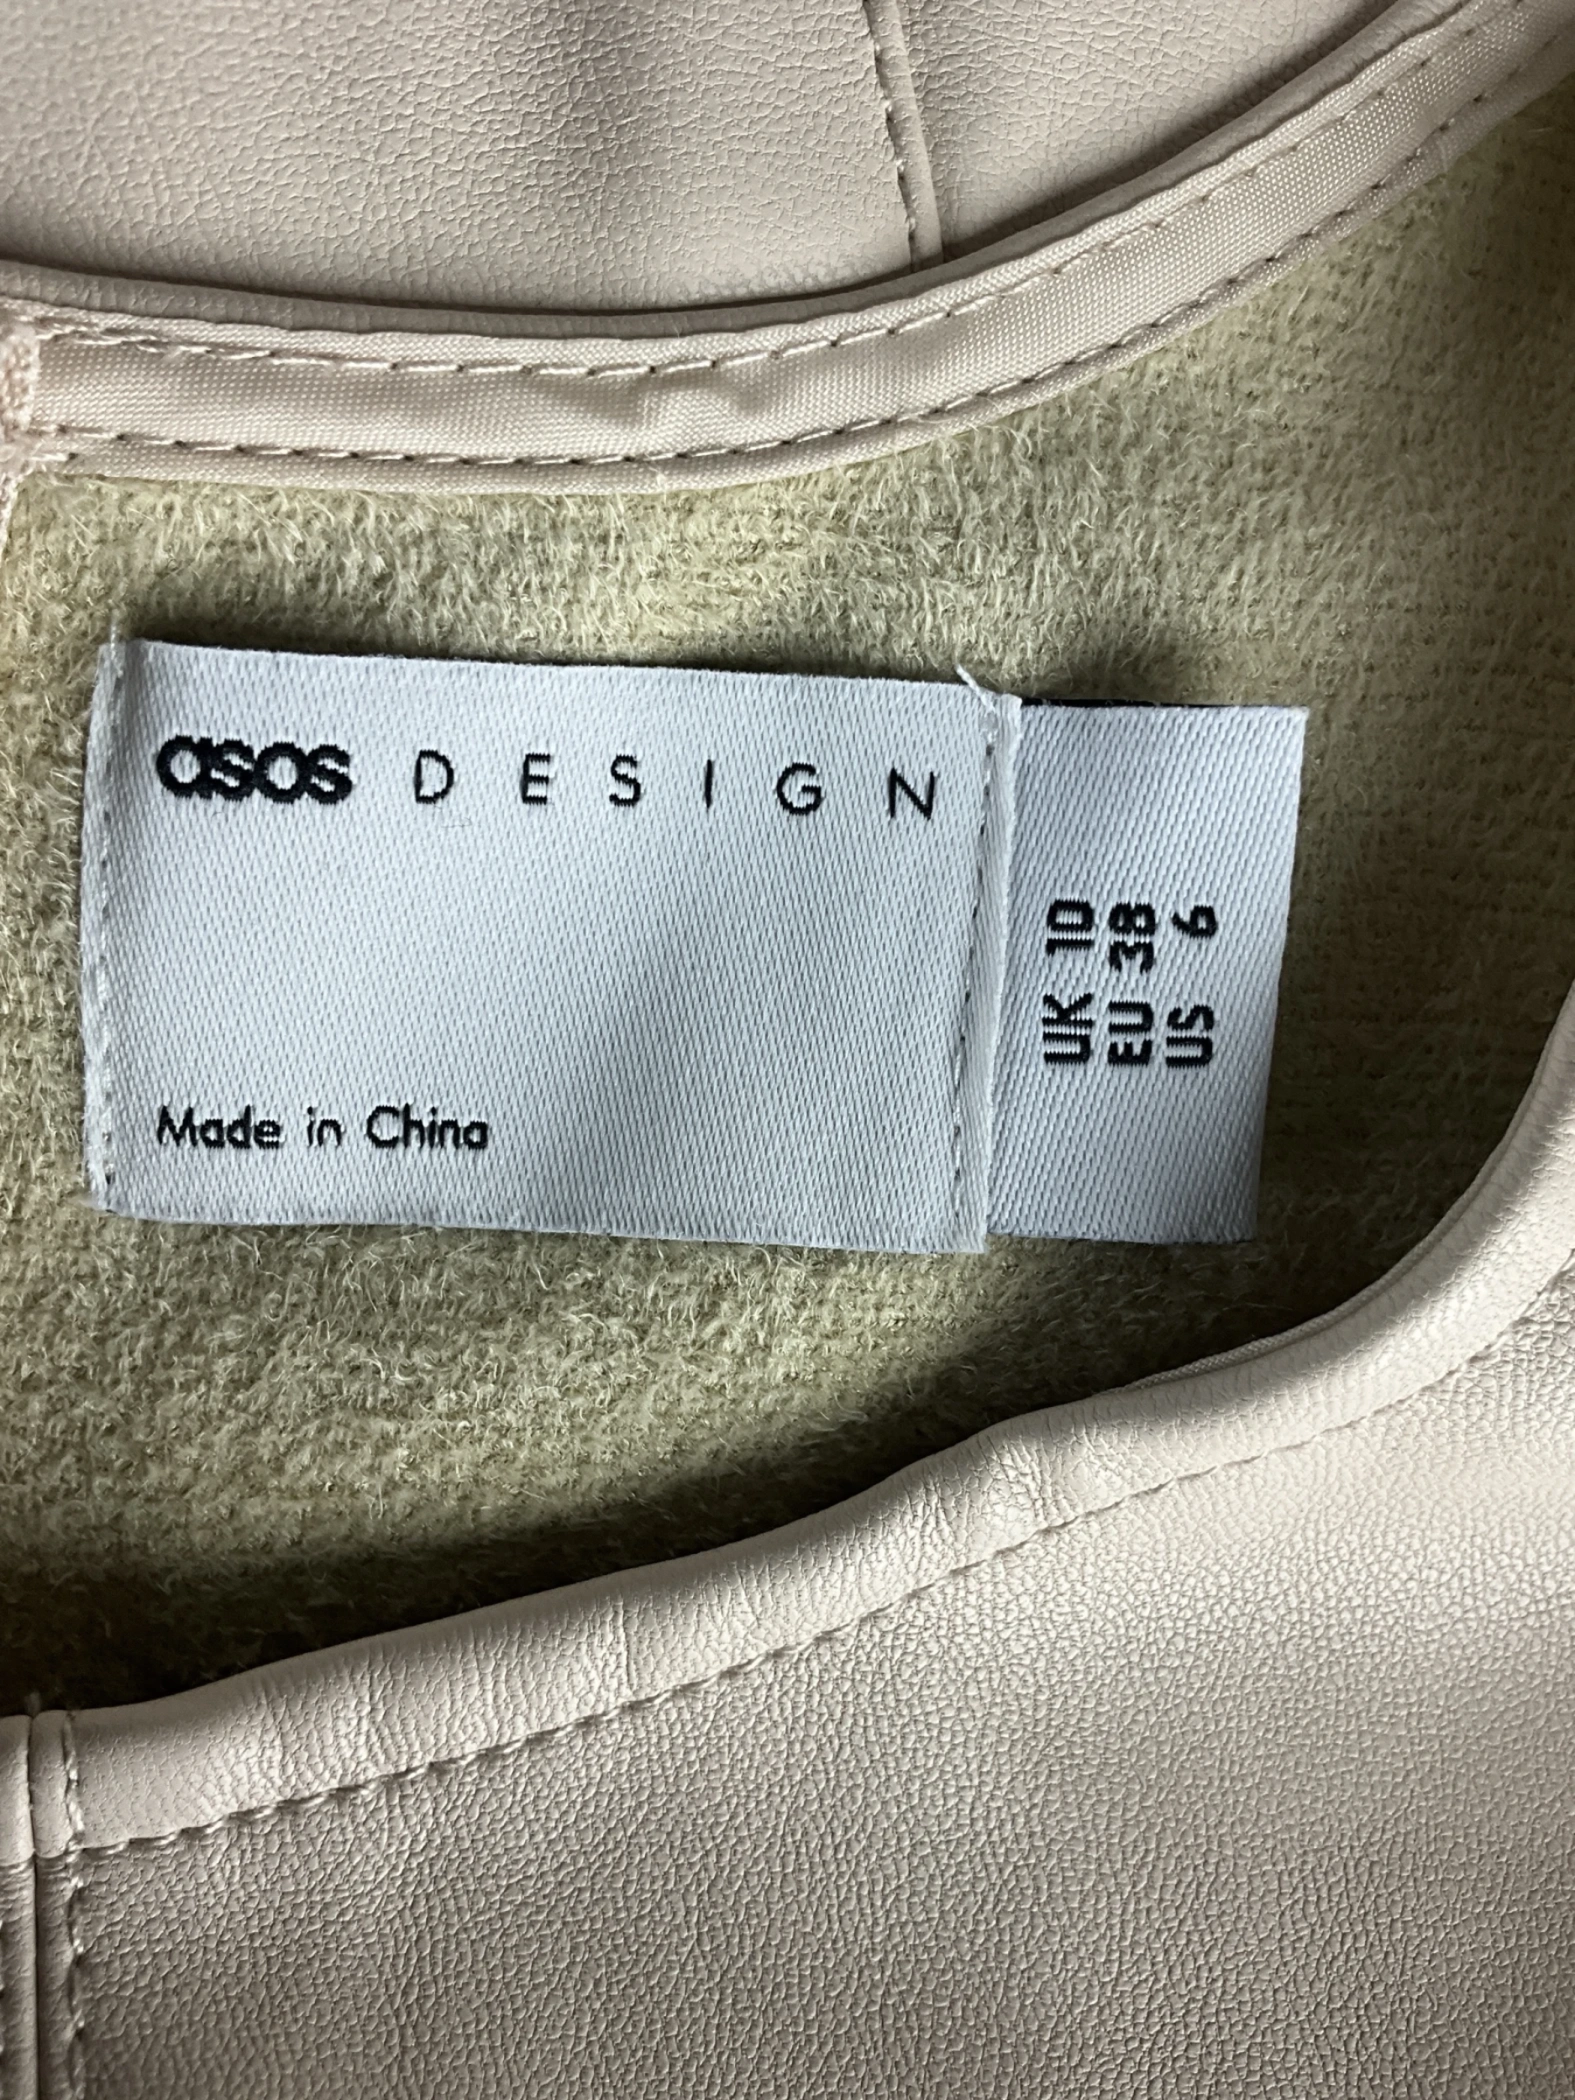 asos DESIGN
Made in China
UK 10
EU 38
US 6